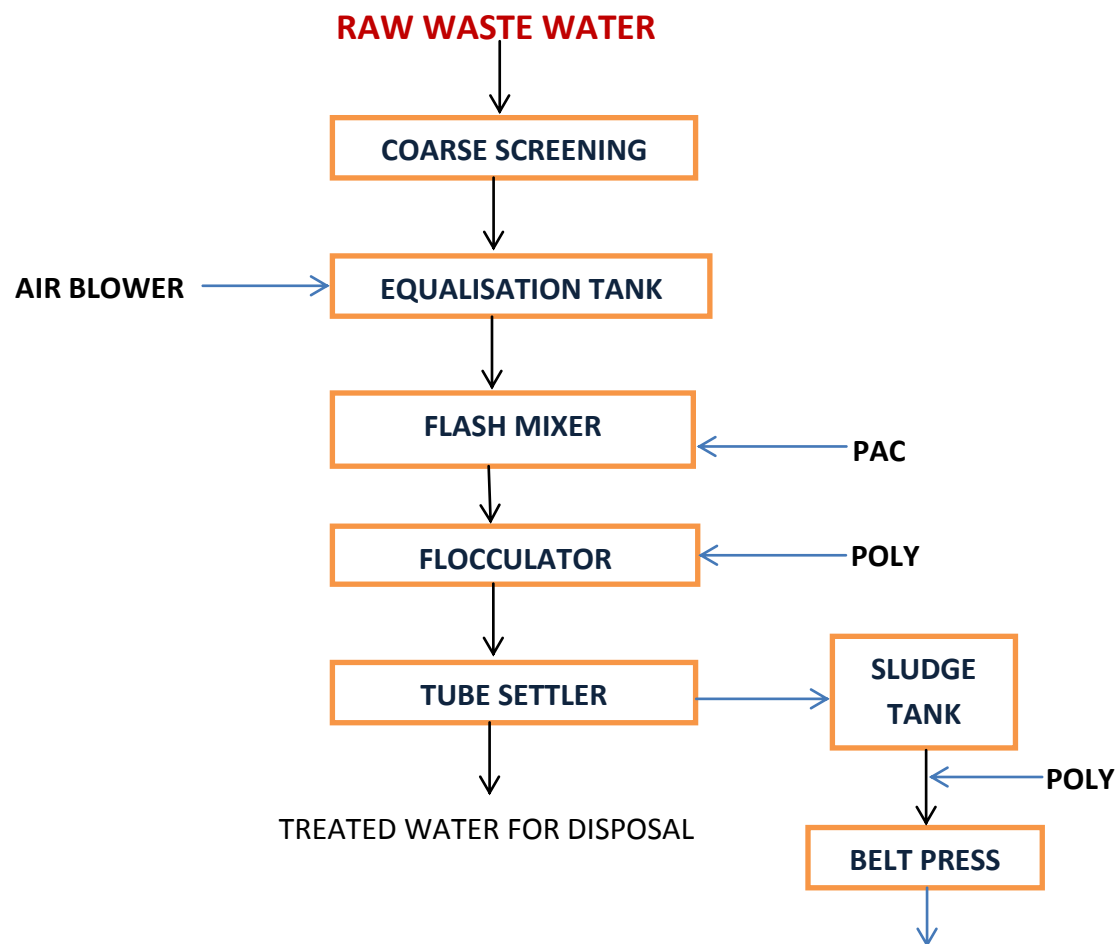 RAW WASTE WATER
COARSE SCREENING
AIR BLOWER
EQUALISATION TANK
FLASH MIXER
PAC
FLOCCULATOR
POLY
TUBE SETTLER
SLUDGE
TANK
POLY
TREATED WATER FOR DISPOSAL
BELT PRESS